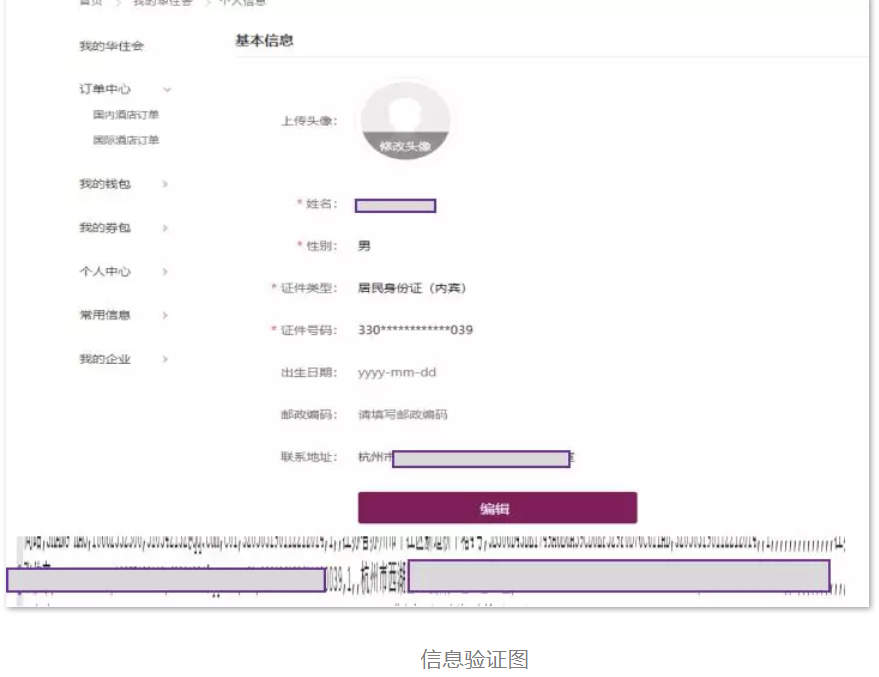 首页 > 我的华住会 > 个人信息
我的华住会
基本信息
订单中心
国内酒店订单
国际酒店订单
上传头像：
修改头像
我的钱包
* 姓名：
我的券包
* 性别： 男
个人中心
* 证件类型： 居民身份证（内宾）
常用信息
* 证件号码： 330************039
我的企业
出生日期： yyyy-mm-dd
邮政编码： 请填写邮政编码
联系地址： 杭州市
编辑
039,1,,杭州市西湖
信息验证图